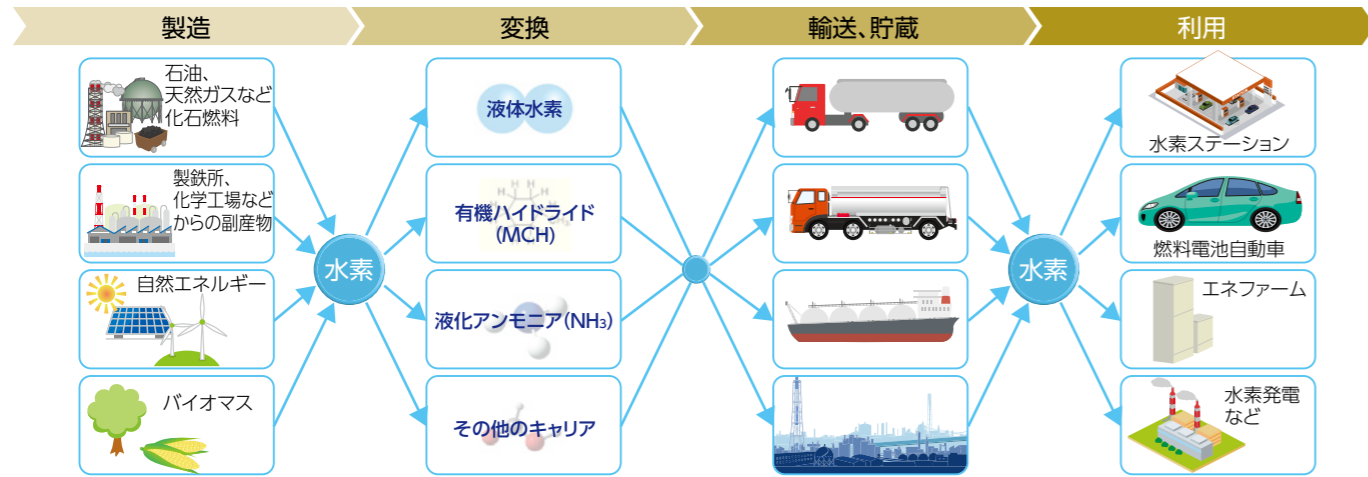 製造
変換
輸送、貯蔵
利用
石油、
天然ガスなど
化石燃料
製鉄所、
化学工場など
からの副産物
自然エネルギー
バイオマス
水素
液体水素
有機ハイドライド
(MCH)
液化アンモニア(NH₃)
その他のキャリア
水素
水素ステーション
燃料電池自動車
エネファーム
水素発電
など